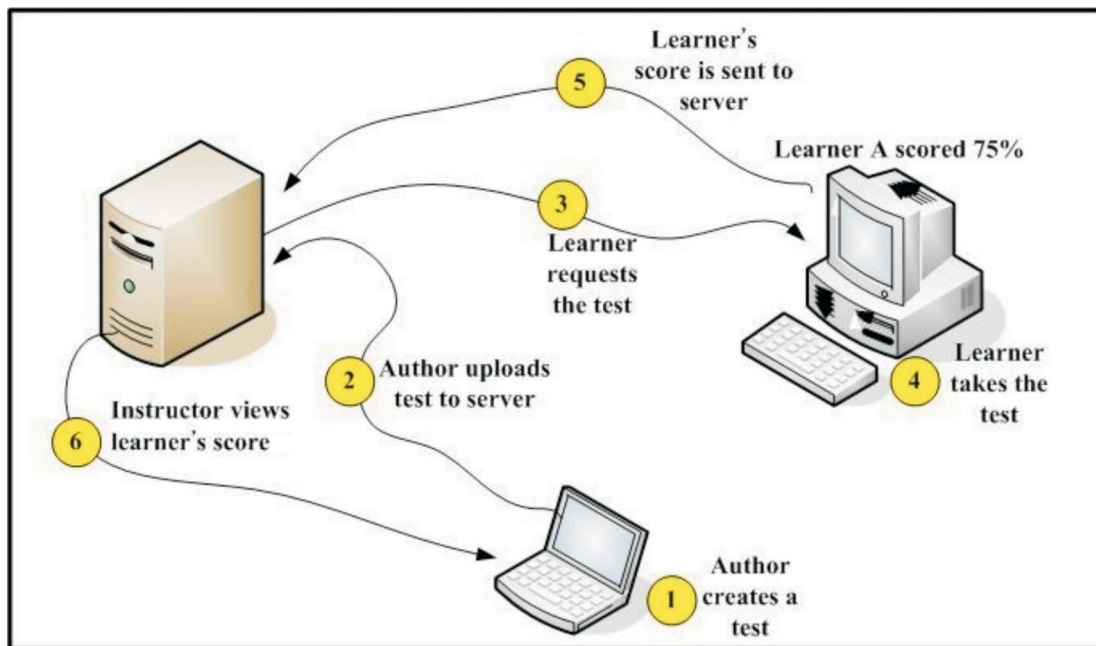 Learner's
score is sent to
server
5
Learner A scored 75%
3
Learner
requests
the test
2
Author uploads
test to server
4
Learner
takes the
test
6
Instructor views
learner's score
1
Author
creates a
test